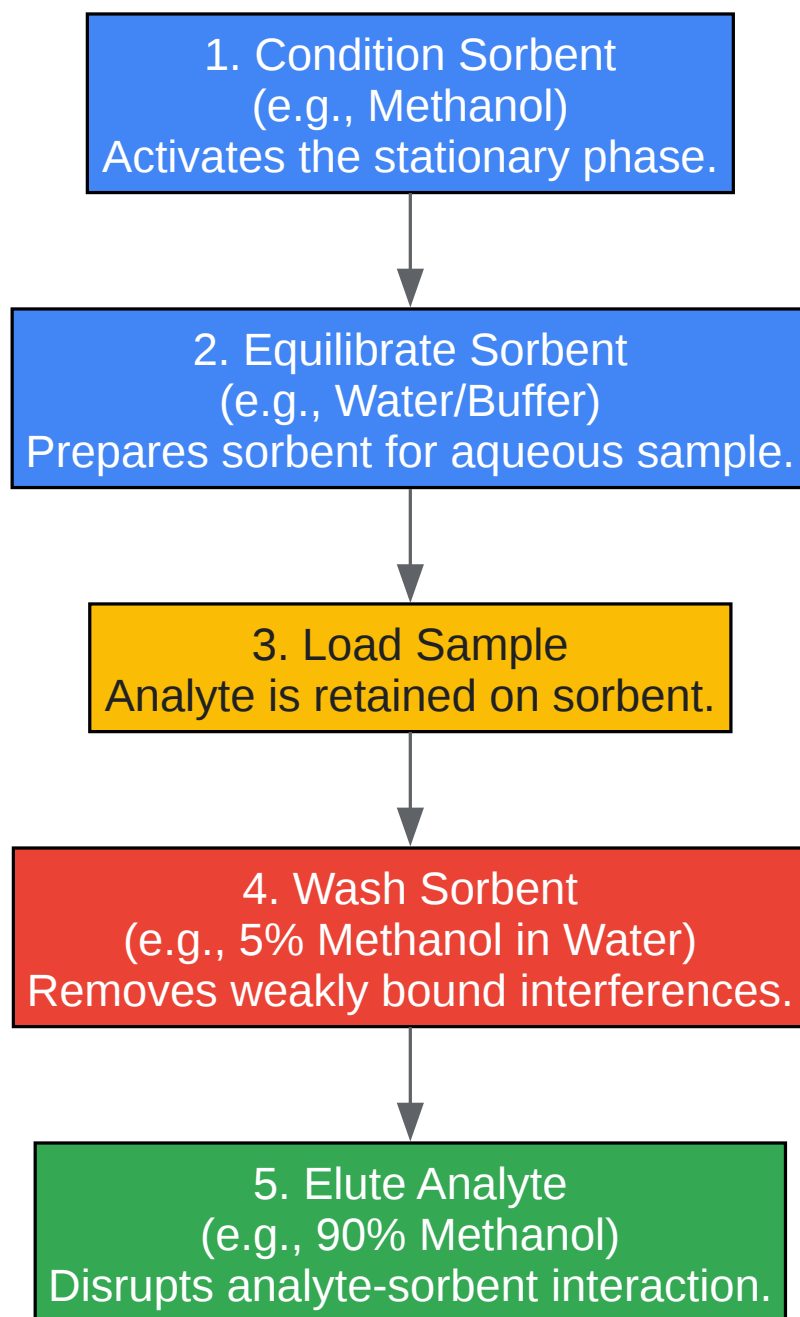 1. Condition Sorbent
(e.g., Methanol)
Activates the stationary phase.
2. Equilibrate Sorbent
(e.g., Water/Buffer)
Prepares sorbent for aqueous sample.
3. Load Sample
Analyte is retained on sorbent.
4. Wash Sorbent
(e.g., 5% Methanol in Water)
Removes weakly bound interferences.
5. Elute Analyte
(e.g., 90% Methanol)
Disrupts analyte-sorbent interaction.